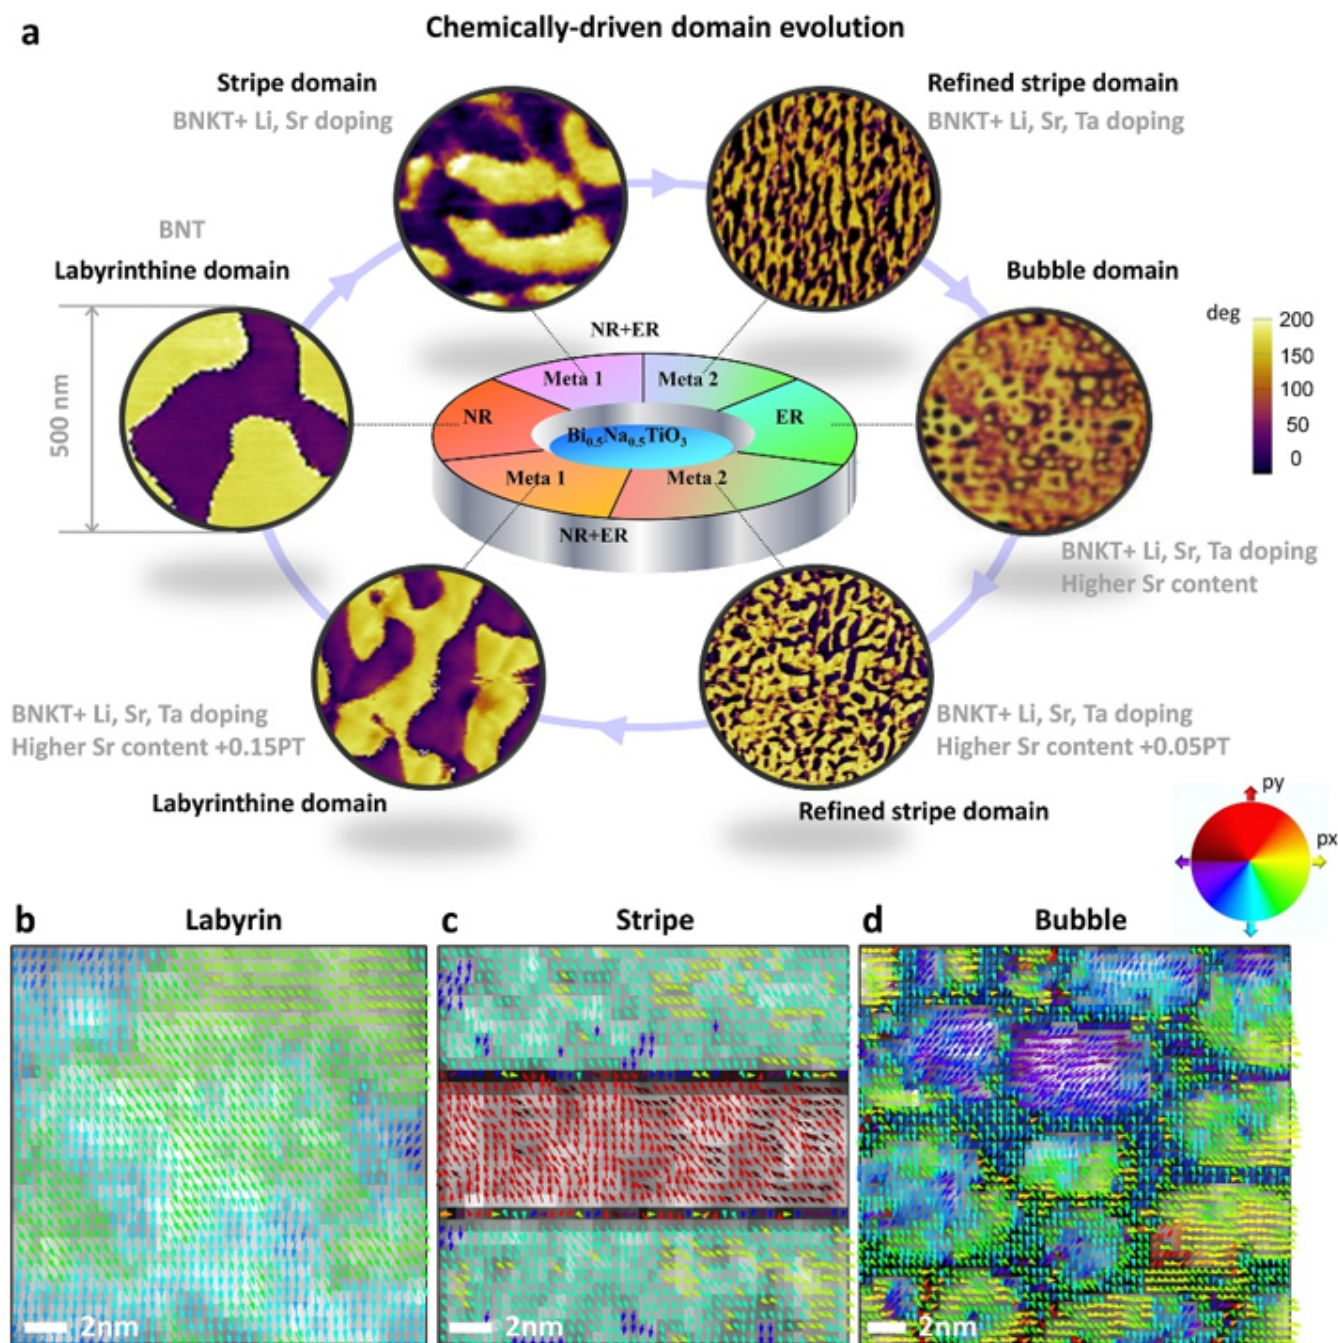 a
Chemically-driven domain evolution
Stripe domain
BNKT+ Li, Sr doping
Refined stripe domain
BNKT+ Li, Sr, Ta doping
BNT
Labyrinthine domain
Bubble domain
500 nm
deg
200
150
100
50
0
NR+ER
Meta 1
Meta 2
NR
ER
Bi0.5Na0.5TiO3
Meta 1
Meta 2
NR+ER
BNKT+ Li, Sr, Ta doping
Higher Sr content
BNKT+ Li, Sr, Ta doping
Higher Sr content +0.15PT
Labyrinthine domain
BNKT+ Li, Sr, Ta doping
Higher Sr content +0.05PT
Refined stripe domain
py
px
b
Labyrin
c
Stripe
d
Bubble
2nm
2nm
2nm